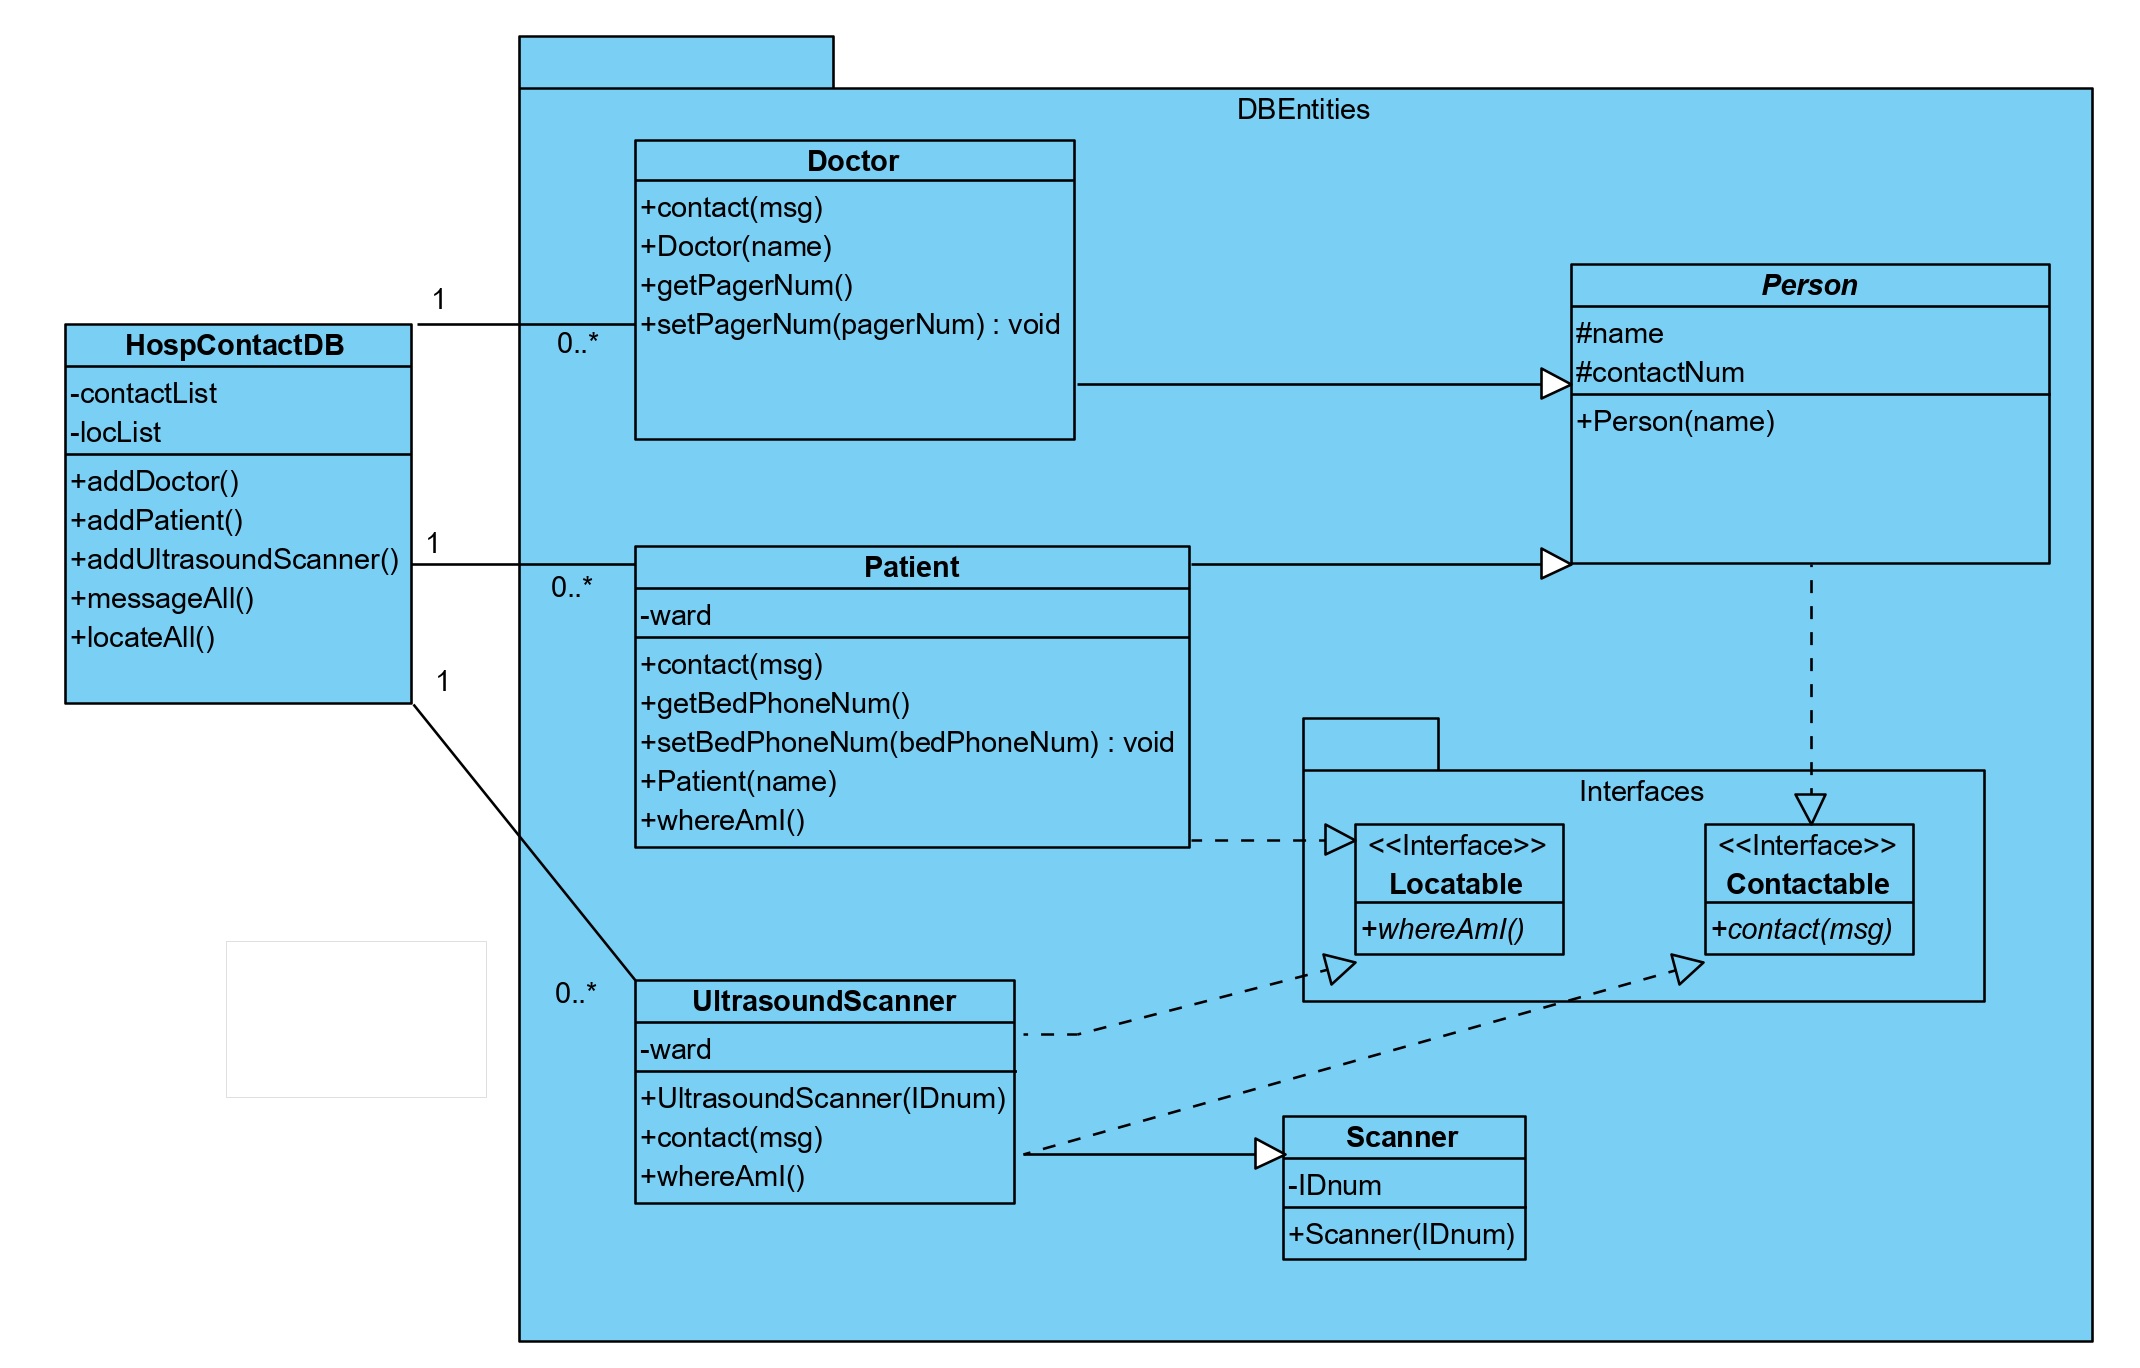 DBEntities
Doctor
+contact(msg)
+Doctor(name)
+getPagerNum()
+setPagerNum(pagerNum) : void
Person
#name
#contactNum
+Person(name)
1
0..*
HospContactDB
-contactList
-locList
+addDoctor()
+addPatient()
+addUltrasoundScanner()
+messageAll()
+locateAll()
1
0..*
Patient
-ward
+contact(msg)
+getBedPhoneNum()
+setBedPhoneNum(bedPhoneNum) : void
+Patient(name)
+whereAmI()
1
0..*
Interfaces
<<Interface>>
Locatable
+whereAmI()
<<Interface>>
Contactable
+contact(msg)
UltrasoundScanner
-ward
+UltrasoundScanner(IDnum)
+contact(msg)
+whereAmI()
Scanner
-IDnum
+Scanner(IDnum)